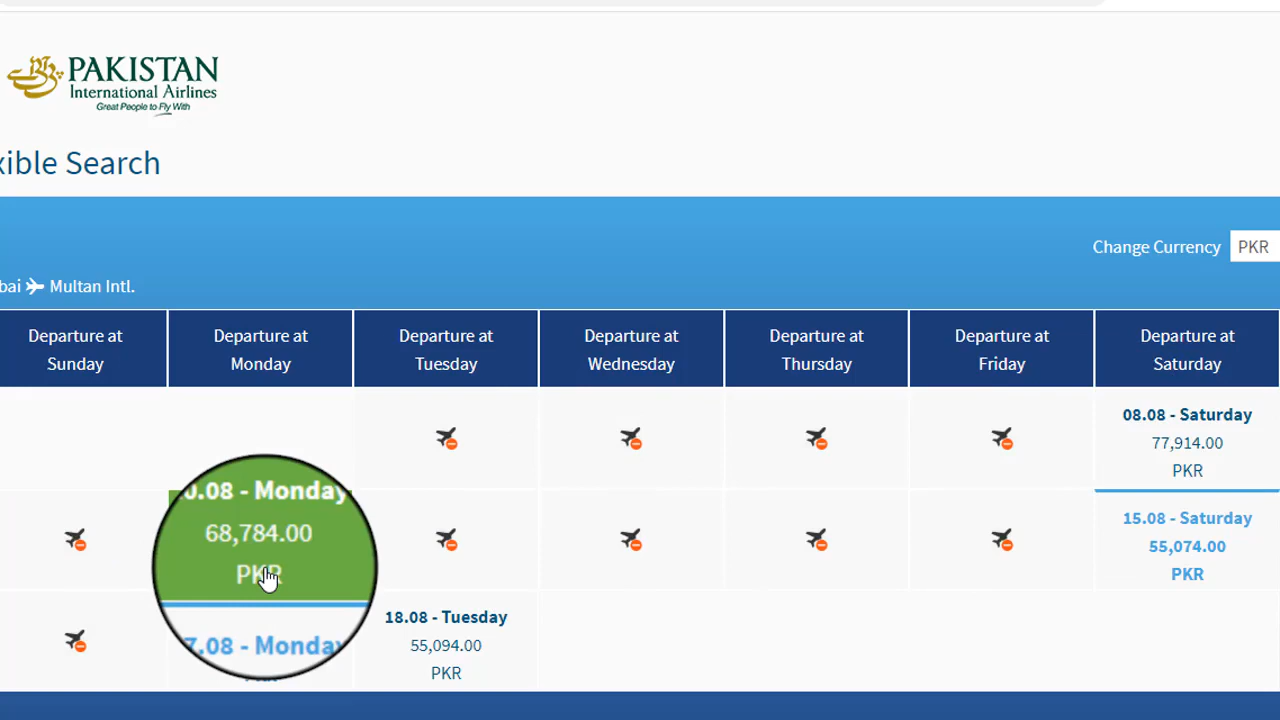 PAKISTAN
International Airlines
Great People to Fly With
xible Search
Change Currency PKR
bai Multan Intl.
Departure at Sunday
Departure at Monday
Departure at Tuesday
Departure at Wednesday
Departure at Thursday
Departure at Friday
Departure at Saturday
08.08 - Saturday
77,914.00
PKR
0.08 - Monday
68,784.00
PKR
15.08 - Saturday
55,074.00
PKR
7.08 - Monday
18.08 - Tuesday
55,094.00
PKR